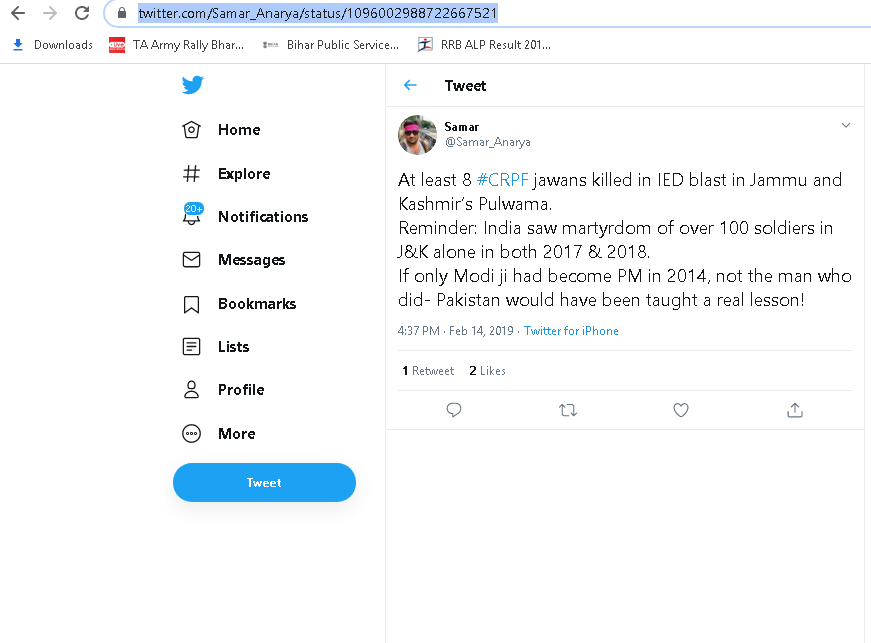 twitter.com/Samar_Anarya/status/1096002988722667521
Downloads TA Army Rally Bhar... Bihar Public Service... RRB ALP Result 201...
Tweet
Samar
@Samar_Anarya
At least 8 #CRPF jawans killed in IED blast in Jammu and
Kashmir's Pulwama.
Reminder: India saw martyrdom of over 100 soldiers in
J&K alone in both 2017 & 2018.
If only Modi ji had become PM in 2014, not the man who
did- Pakistan would have been taught a real lesson!
4:37 PM · Feb 14, 2019 · Twitter for iPhone
1 Retweet 2 Likes
Home
Explore
20+
Notifications
Messages
Bookmarks
Lists
Profile
More
Tweet